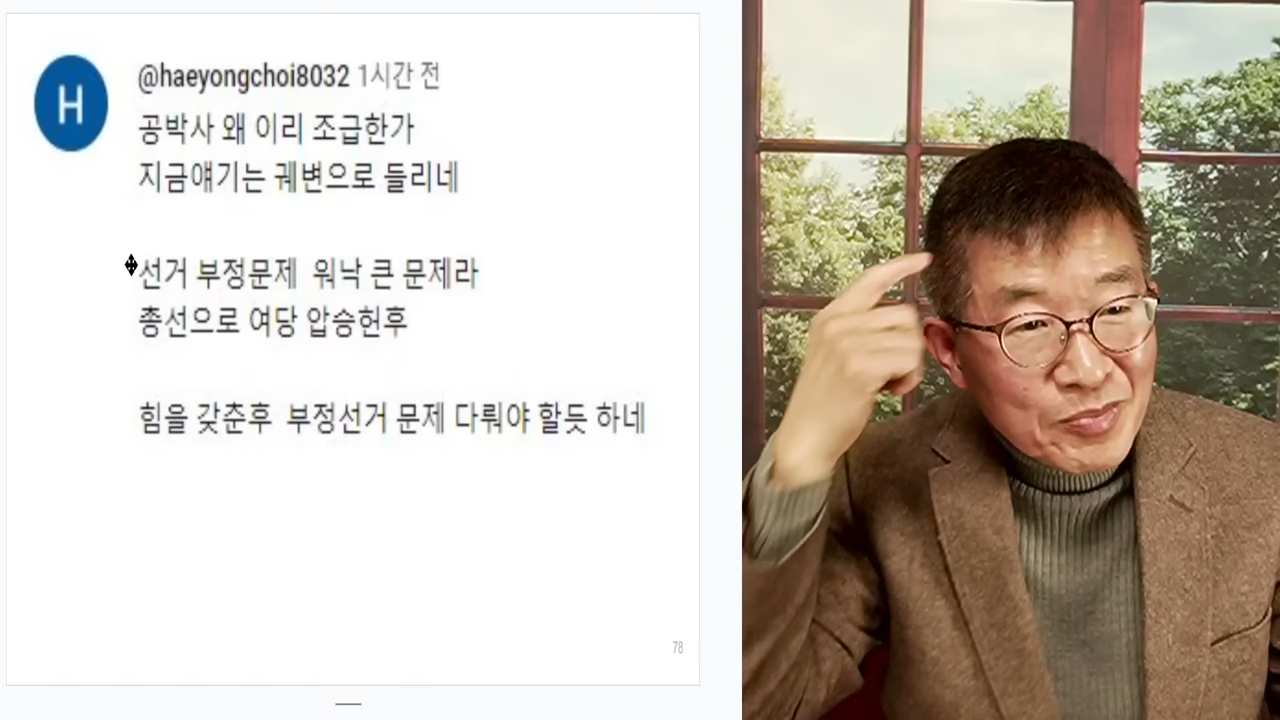 H
@haeyongchoi8032 1시간 전
공박사 왜 이리 조급한가
지금얘기는 궤변으로 들리네
선거 부정문제 워낙 큰 문제라
총선으로 여당 압승헌후
힘을 갖춘후 부정선거 문제 다뤄야 할듯 하네
78